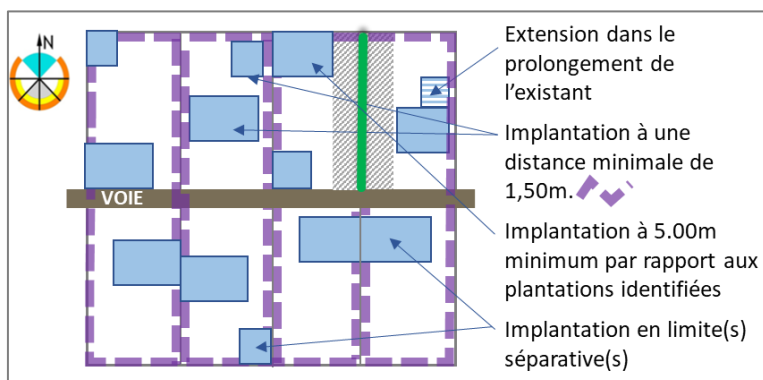 N
Extension dans le
prolongement de
l'existant
Implantation à une
distance minimale de
1,50m.
VOIE
Implantation à 5.00m
minimum par rapport aux
plantations identifiées
Implantation en limite(s)
séparative(s)